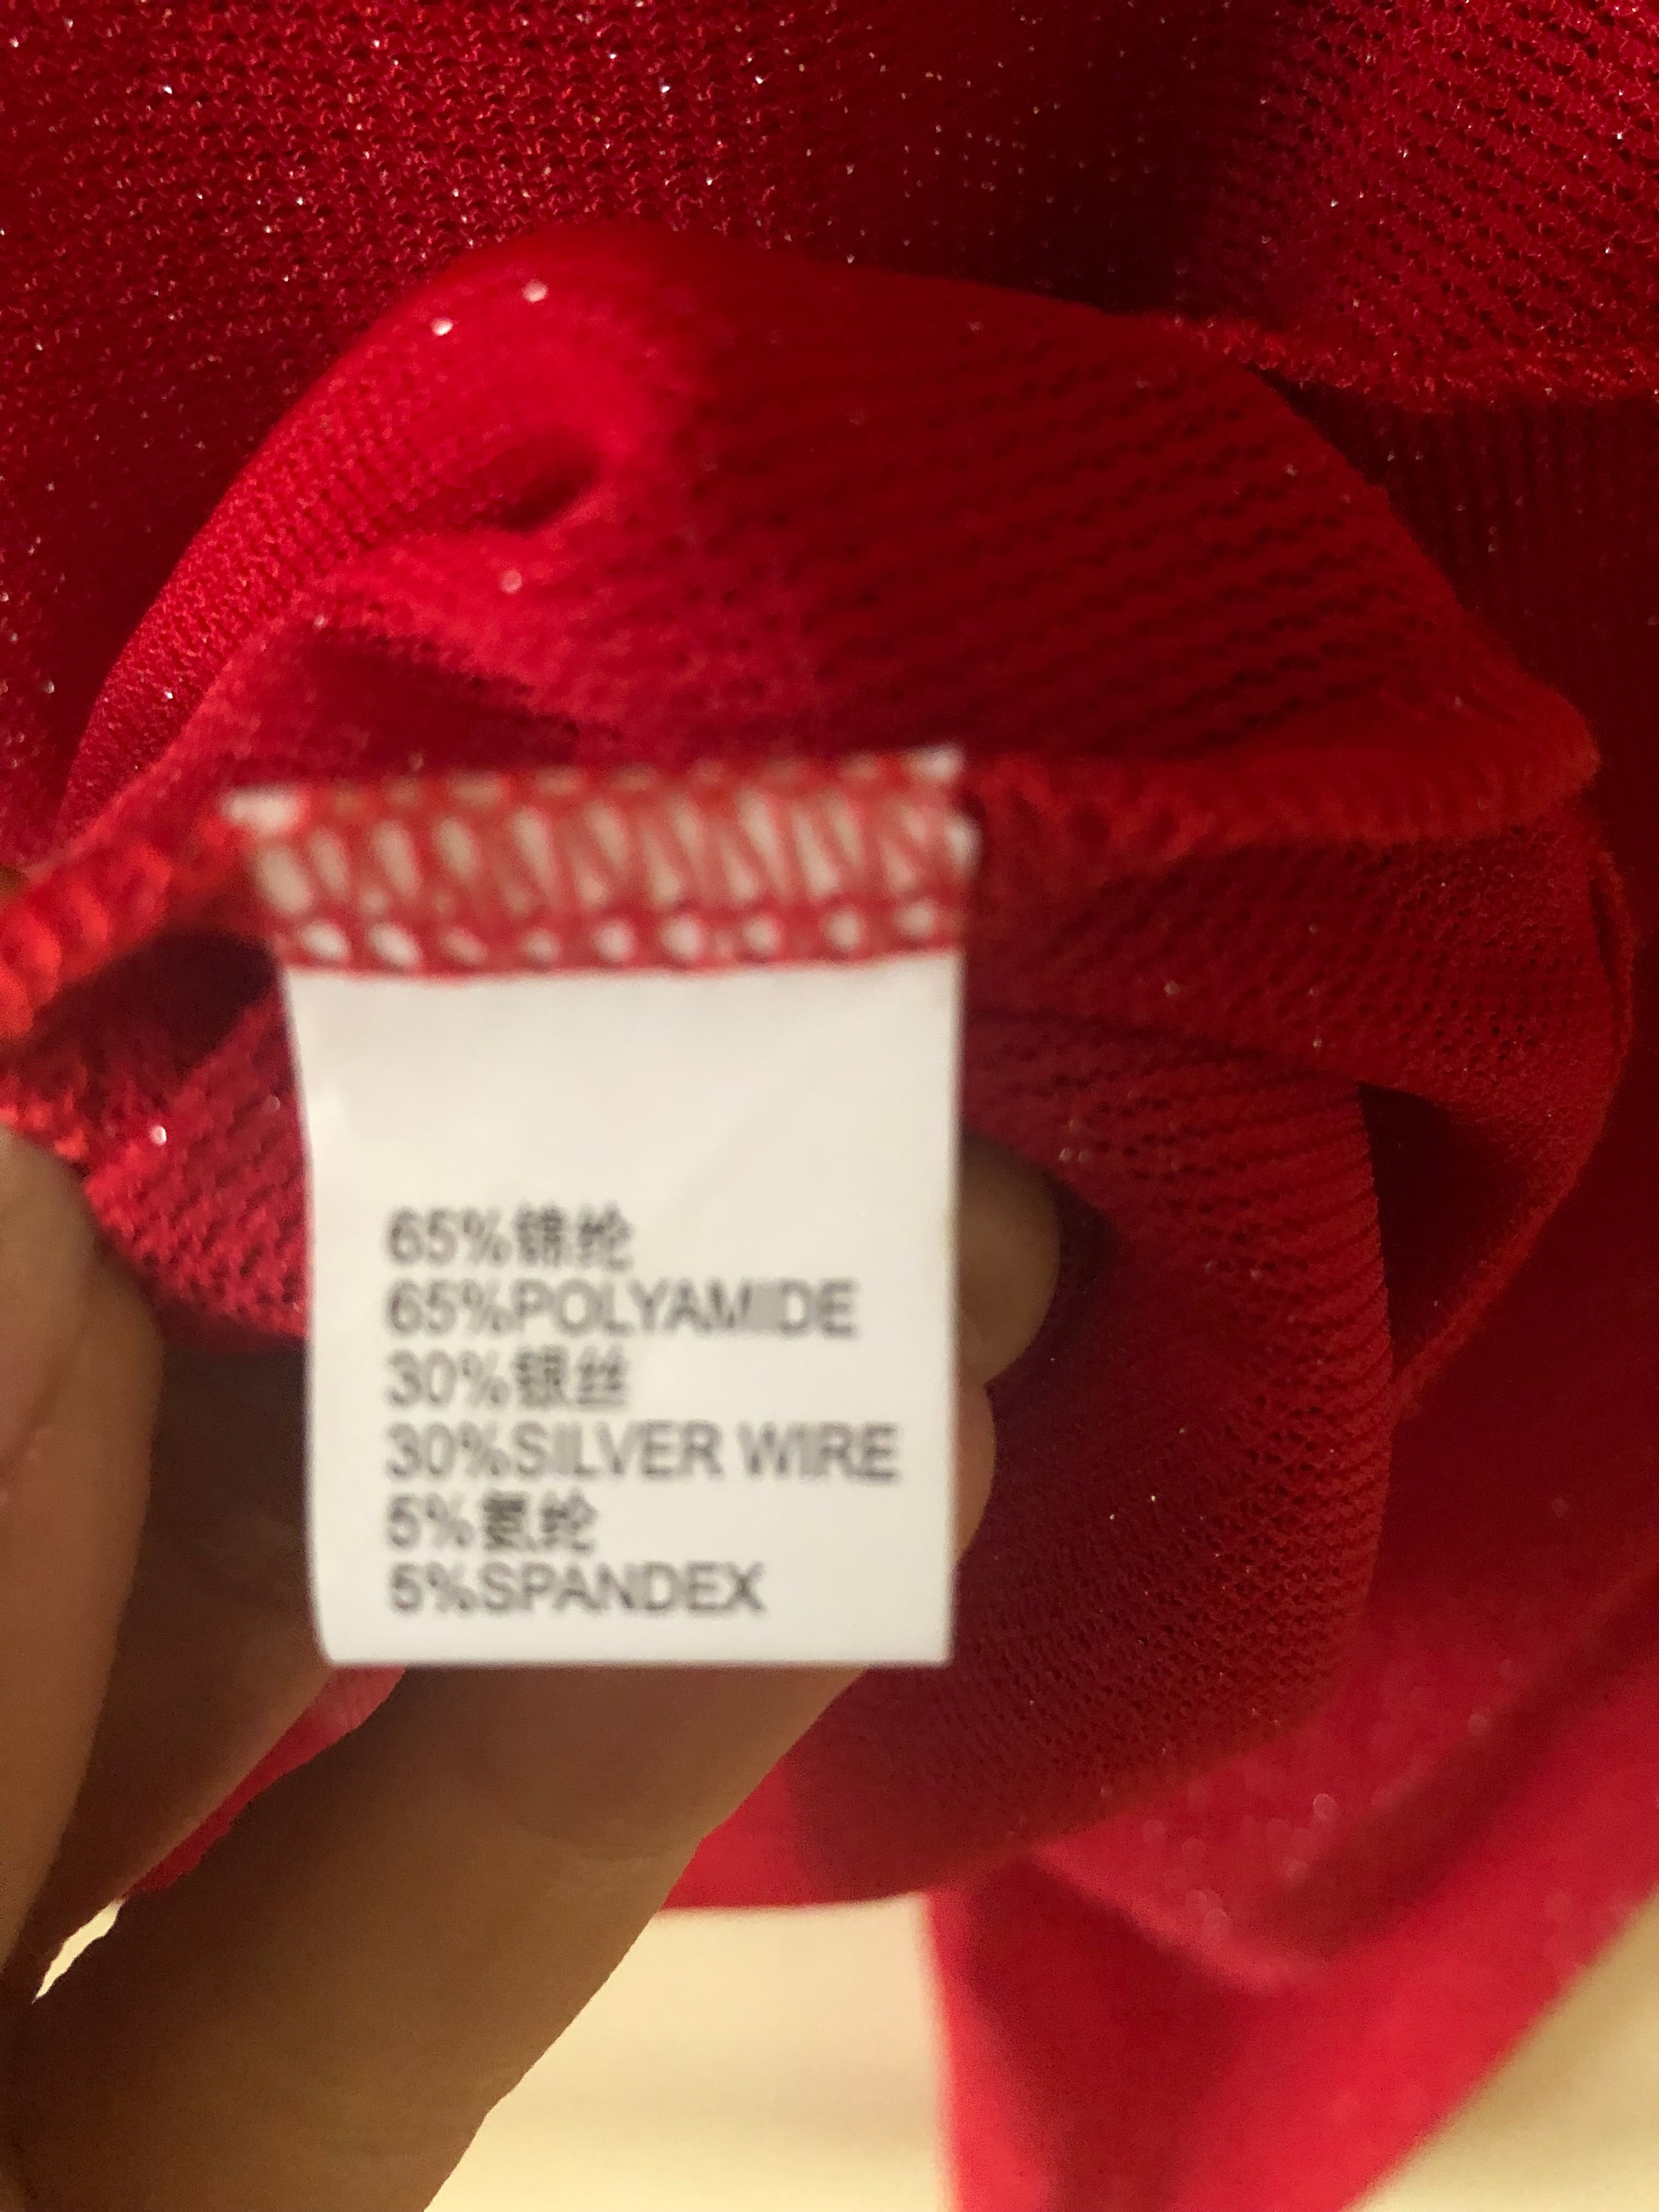 65%锦纶
65%POLYAMIDE
30%银丝
30%SILVER WIRE
5%氨纶
5%SPANDEX